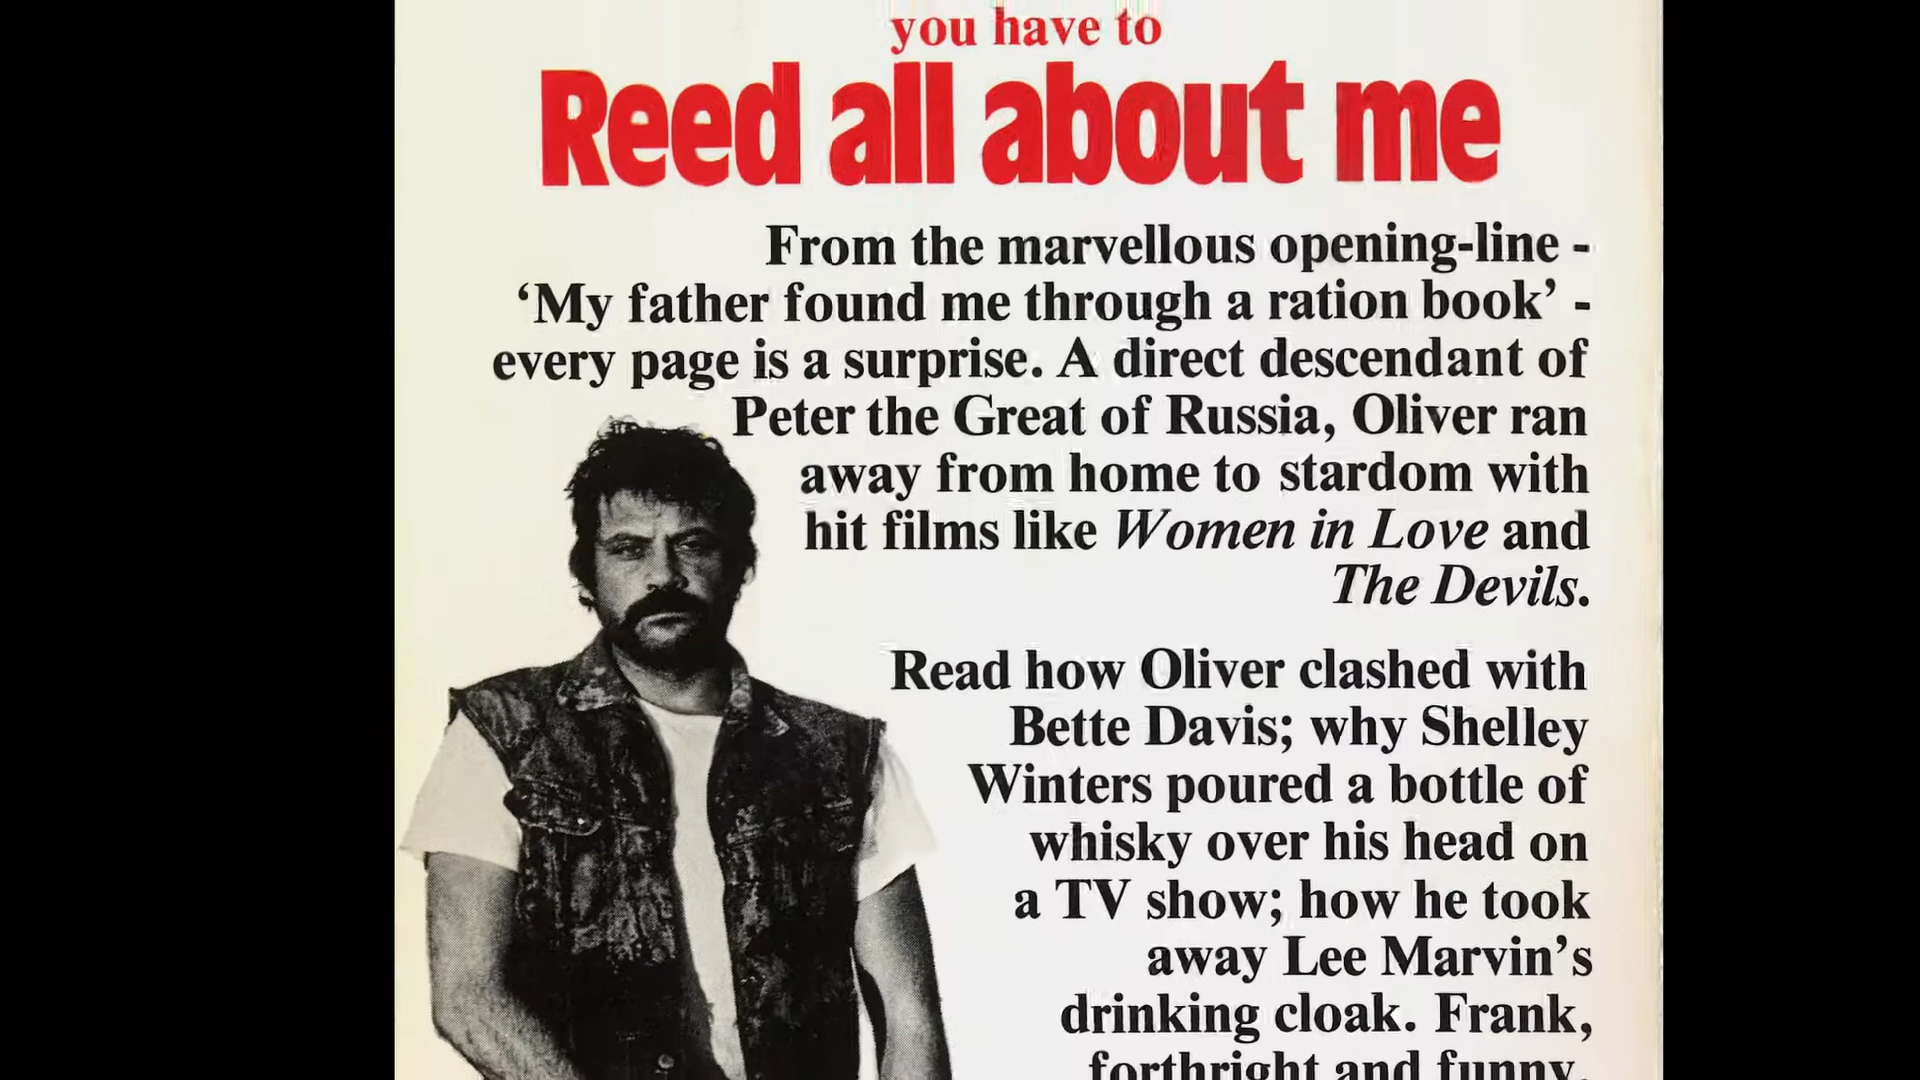 you have to
Reed all about me
From the marvellous opening-line -
‘My father found me through a ration book’ -
every page is a surprise. A direct descendant of
Peter the Great of Russia, Oliver ran
away from home to stardom with
hit films like Women in Love and
The Devils.
Read how Oliver clashed with
Bette Davis; why Shelley
Winters poured a bottle of
whisky over his head on
a TV show; how he took
away Lee Marvin’s
drinking cloak. Frank,
forthright and funny.